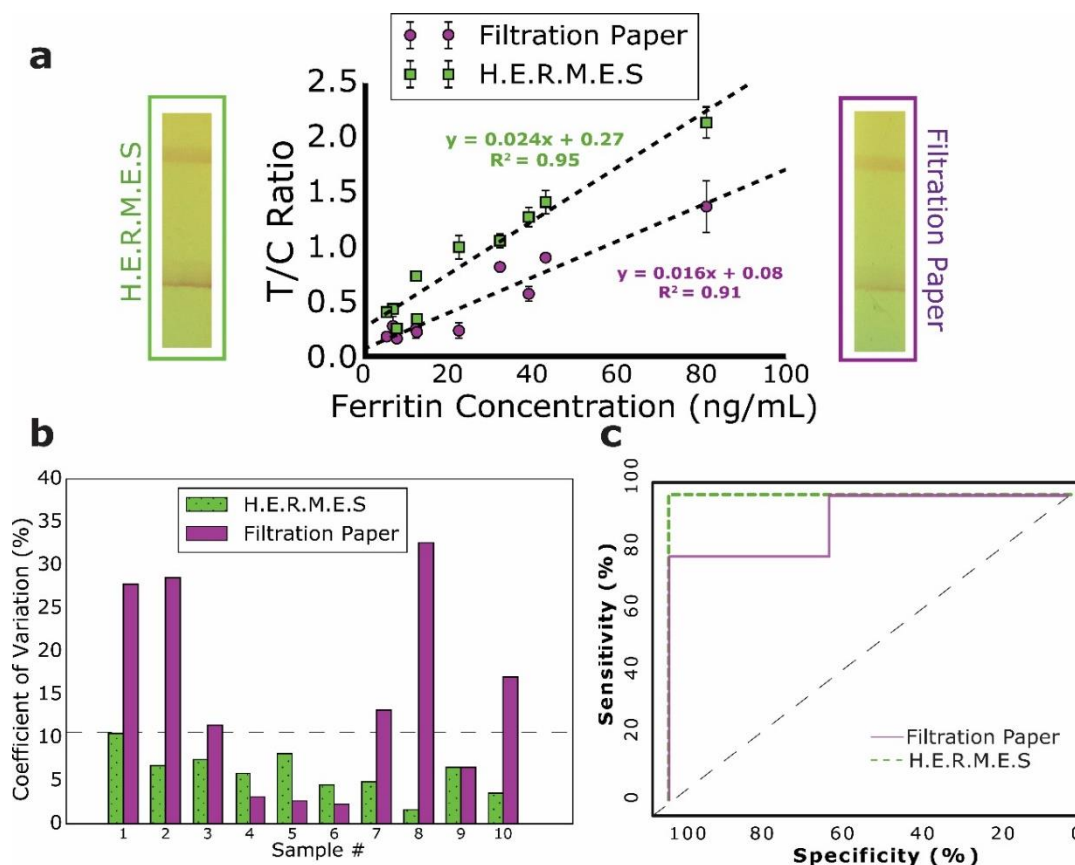 a
Filtration Paper
H.E.R.M.E.S
H.E.R.M.E.S
T/C Ratio
2.5
2.0
1.5
1.0
0.5
0.0
y = 0.024x + 0.27
R² = 0.95
y = 0.016x + 0.08
R² = 0.91
0 20 40 60 80 100
Ferritin Concentration (ng/mL)
Filtration Paper
b
Coefficient of Variation (%)
40
35
30
25
20
15
10
5
0
H.E.R.M.E.S
Filtration Paper
1 2 3 4 5 6 7 8 9 10
Sample #
c
Sensitivity (%)
100
80
60
40
20
0
Filtration Paper
H.E.R.M.E.S
100 80 60 40 20 0
Specificity (%)